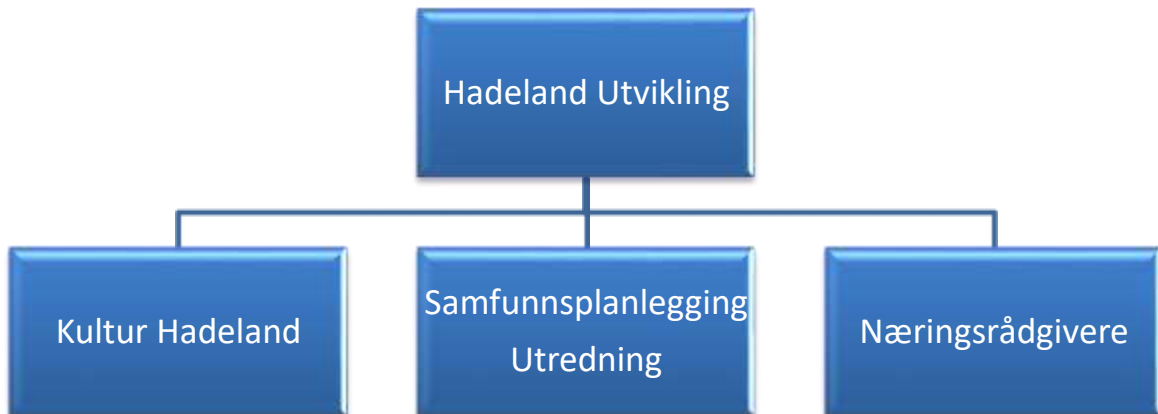 Hadeland Utvikling
Kultur Hadeland
Samfunnsplanlegging
Utredning
Næringsrådgivere